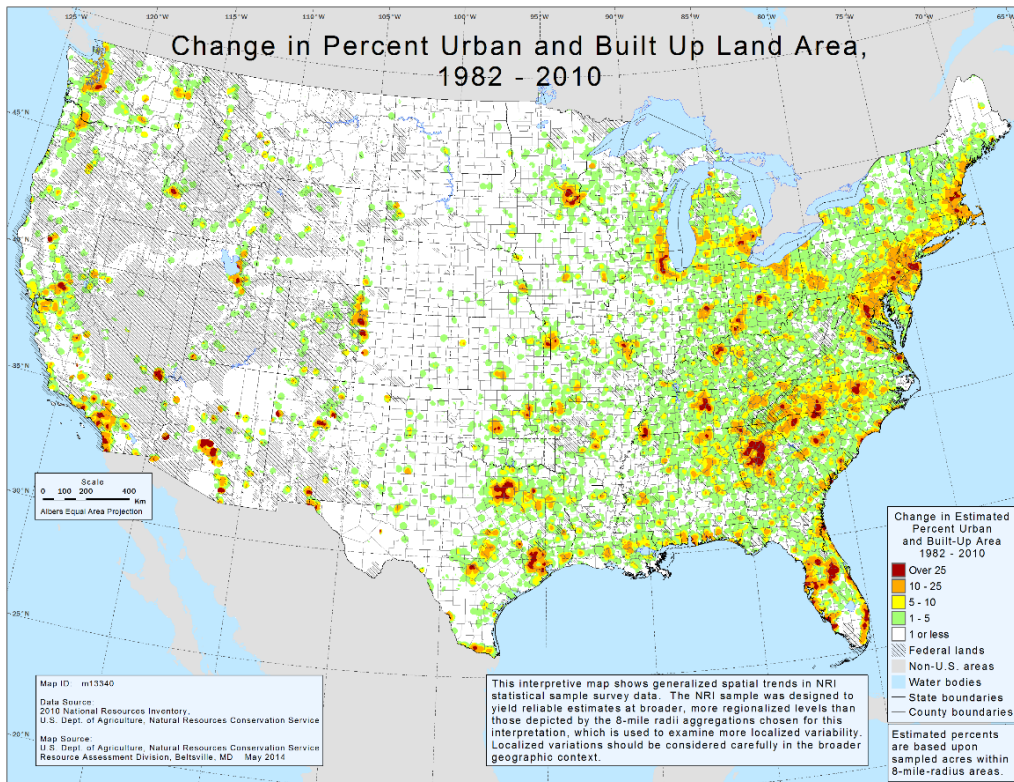 125°W
120°W
110°W
100°W
90°W
80°W
75°W
70°W
65°W
Change in Percent Urban and Built Up Land Area,
1982 - 2010
45°N
40°N
35°N
30°N
25°N
20°N
Scale
0 100 200 400
Km
Albers Equal Area Projection
Change in Estimated
Percent Urban
and Built-Up Area
1982 - 2010
Over 25
10 - 25
5 - 10
1 - 5
1 or less
Federal lands
Non-U.S. areas
Water bodies
State boundaries
County boundaries
Estimated percents
are based upon
sampled acres within
8-mile-radius areas.
Map ID: m13340
Data Source:
2010 National Resources Inventory,
U.S. Dept. of Agriculture, Natural Resources Conservation Service
Map Source:
U.S. Dept. of Agriculture, Natural Resources Conservation Service
Resource Assessment Division, Beltsville, MD May 2014
This interpretive map shows generalized spatial trends in NRI
statistical sample survey data. The NRI sample was designed to
yield reliable estimates at broader, more regionalized levels than
those depicted by the 8-mile radii aggregations chosen for this
interpretation, which is used to examine more localized variability.
Localized variations should be considered carefully in the broader
geographic context.
115°W
110°W
105°W
100°W
95°W
90°W
85°W
80°W
75°W